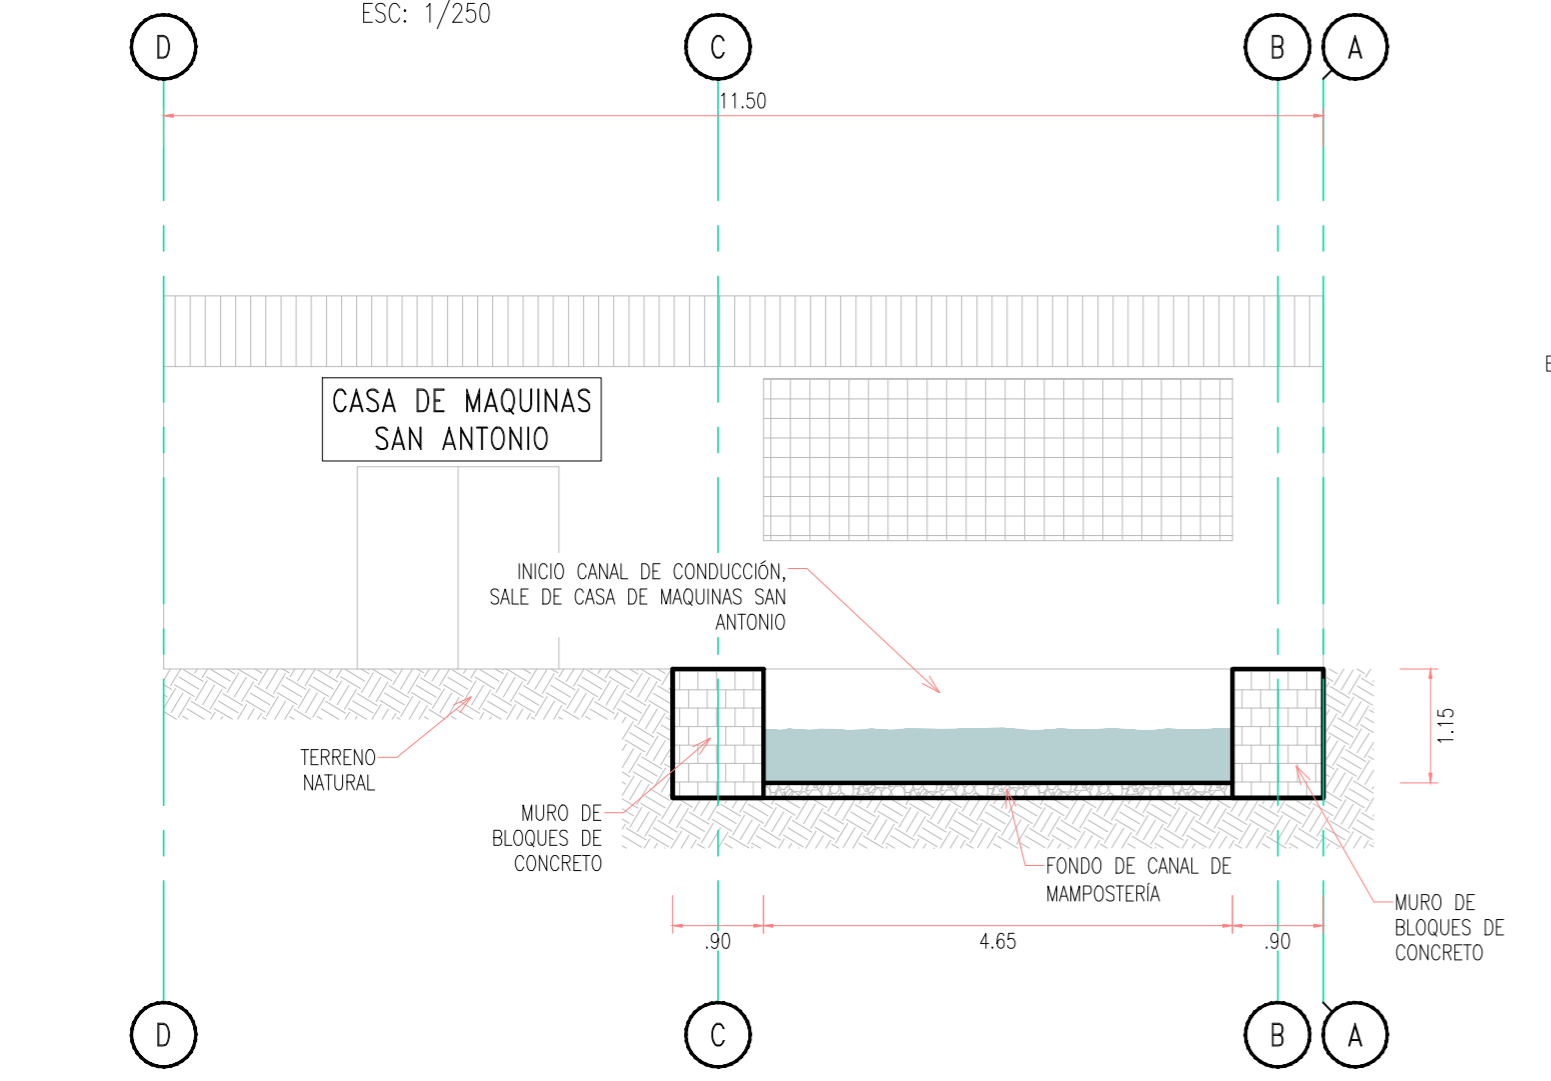 ESC: 1/250
D
C
B
A
11.50
CASA DE MAQUINAS
SAN ANTONIO
INICIO CANAL DE CONDUCCIÓN,
SALE DE CASA DE MAQUINAS SAN
ANTONIO
TERRENO
NATURAL
MURO DE
BLOQUES DE
CONCRETO
1.15
FONDO DE CANAL DE
MAMPOSTERÍA
MURO DE
BLOQUES DE
CONCRETO
.90
4.65
.90
D
C
B
A